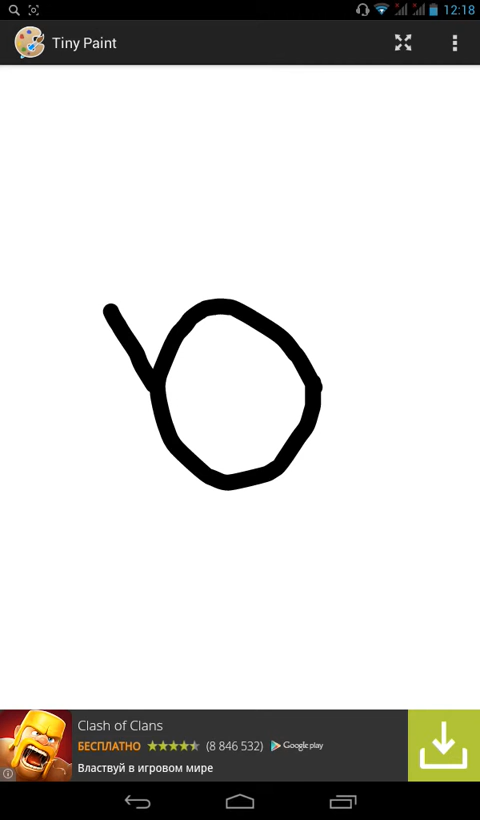 12:18
Tiny Paint
Clash of Clans
БЕСПЛАТНО (8 846 532) Google play
Властвуй в игровом мире